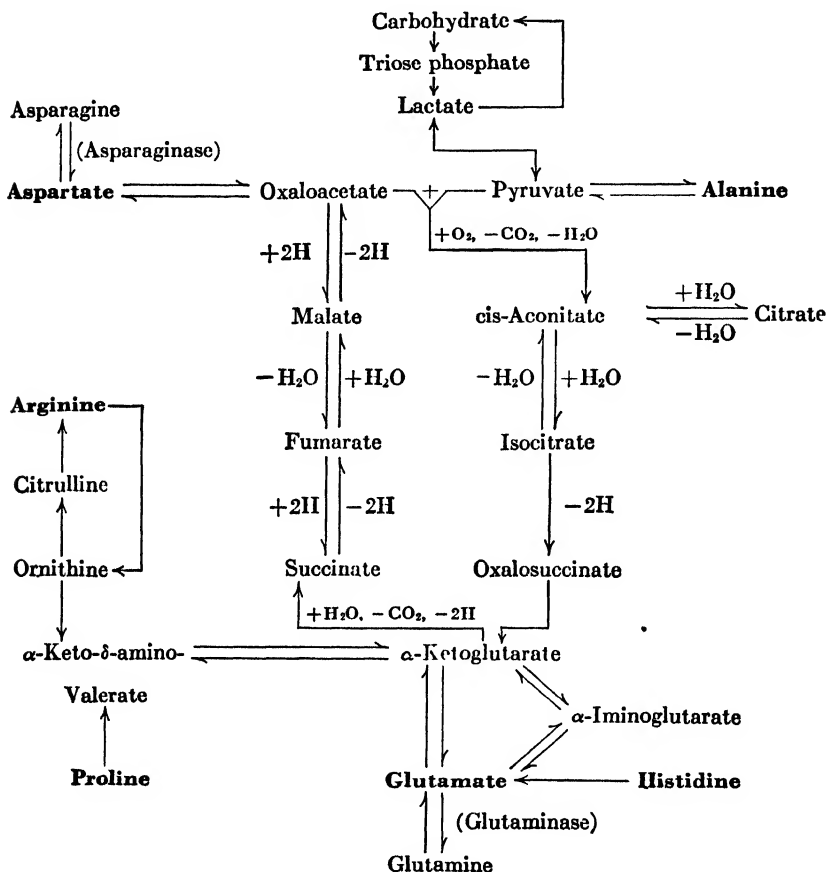 Carbohydrate
Triose phosphate
Lactate
Asparagine
(Asparaginase)
Aspartate
Oxaloacetate
+
Pyruvate
Alanine
+O₂, −CO₂, −H₂O
+2H −2H
Malate
cis-Aconitate
+H₂O
−H₂O
Citrate
−H₂O +H₂O
−H₂O +H₂O
Arginine
Fumarate
Isocitrate
Citrulline
+2H −2H
−2H
Ornithine
Succinate
Oxalosuccinate
+H₂O, −CO₂, −2H
α-Keto-δ-amino-
Valerate
α-Ketoglutarate
α-Iminoglutarate
Proline
Glutamate
Histidine
(Glutaminase)
Glutamine